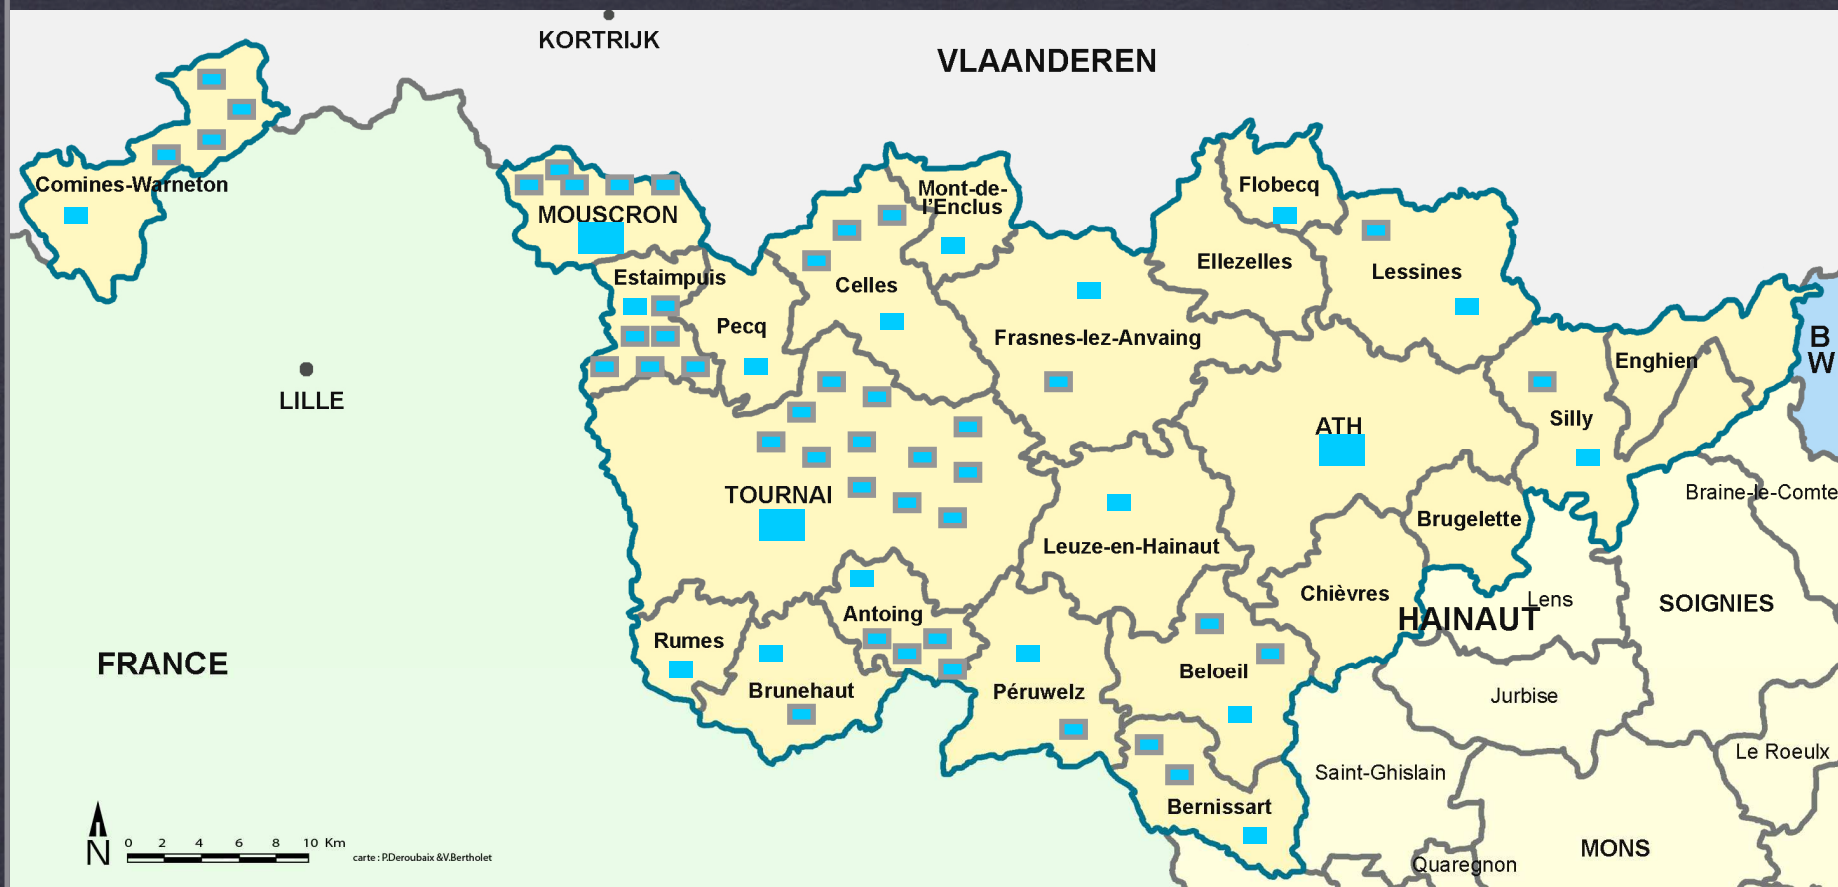 KORTRIJK
VLAANDEREN
Comines-Warneton
MOUSCRON
Mont-de-
l'Enclus
Flobecq
Ellezelles
Lessines
Estaimpuis
Celles
Pecq
Frasnes-lez-Anvaing
B
W
Enghien
LILLE
Silly
ATH
TOURNAI
Braine-le-Comte
Brugelette
Leuze-en-Hainaut
Chièvres
Lens
SOIGNIES
HAINAUT
Antoing
Rumes
FRANCE
Beloeil
Brunehaut
Péruwelz
Jurbise
Le Roeulx
Saint-Ghislain
Bernissart
MONS
Quaregnon
N
0 2 4 6 8 10 Km
carte : P.Deroubaix &V.Bertholet